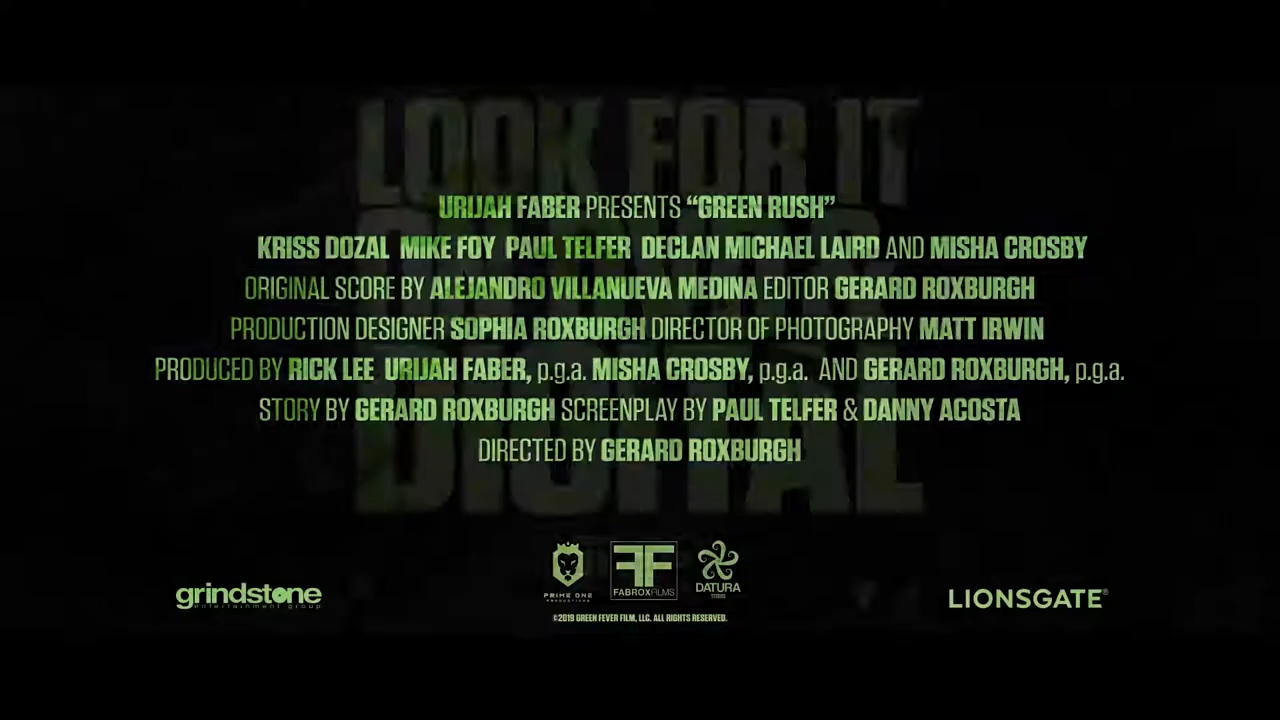 LOOK FOR IT
ON DVD &
DIGITAL
URIJAH FABER PRESENTS “GREEN RUSH”
KRISS DOZAL MIKE FOY PAUL TELFER DECLAN MICHAEL LAIRD AND MISHA CROSBY
ORIGINAL SCORE BY ALEJANDRO VILLANUEVA MEDINA EDITOR GERARD ROXBURGH
PRODUCTION DESIGNER SOPHIA ROXBURGH DIRECTOR OF PHOTOGRAPHY MATT IRWIN
PRODUCED BY RICK LEE URIJAH FABER, p.g.a. MISHA CROSBY, p.g.a. AND GERARD ROXBURGH, p.g.a.
STORY BY GERARD ROXBURGH SCREENPLAY BY PAUL TELFER & DANNY ACOSTA
DIRECTED BY GERARD ROXBURGH
grindstone
entertainment group
PRIME ONE
PRODUCTIONS
FF
FABROXFILMS
DATURA
LIONSGATE®
©2019 GREEN FEVER FILM, LLC. ALL RIGHTS RESERVED.